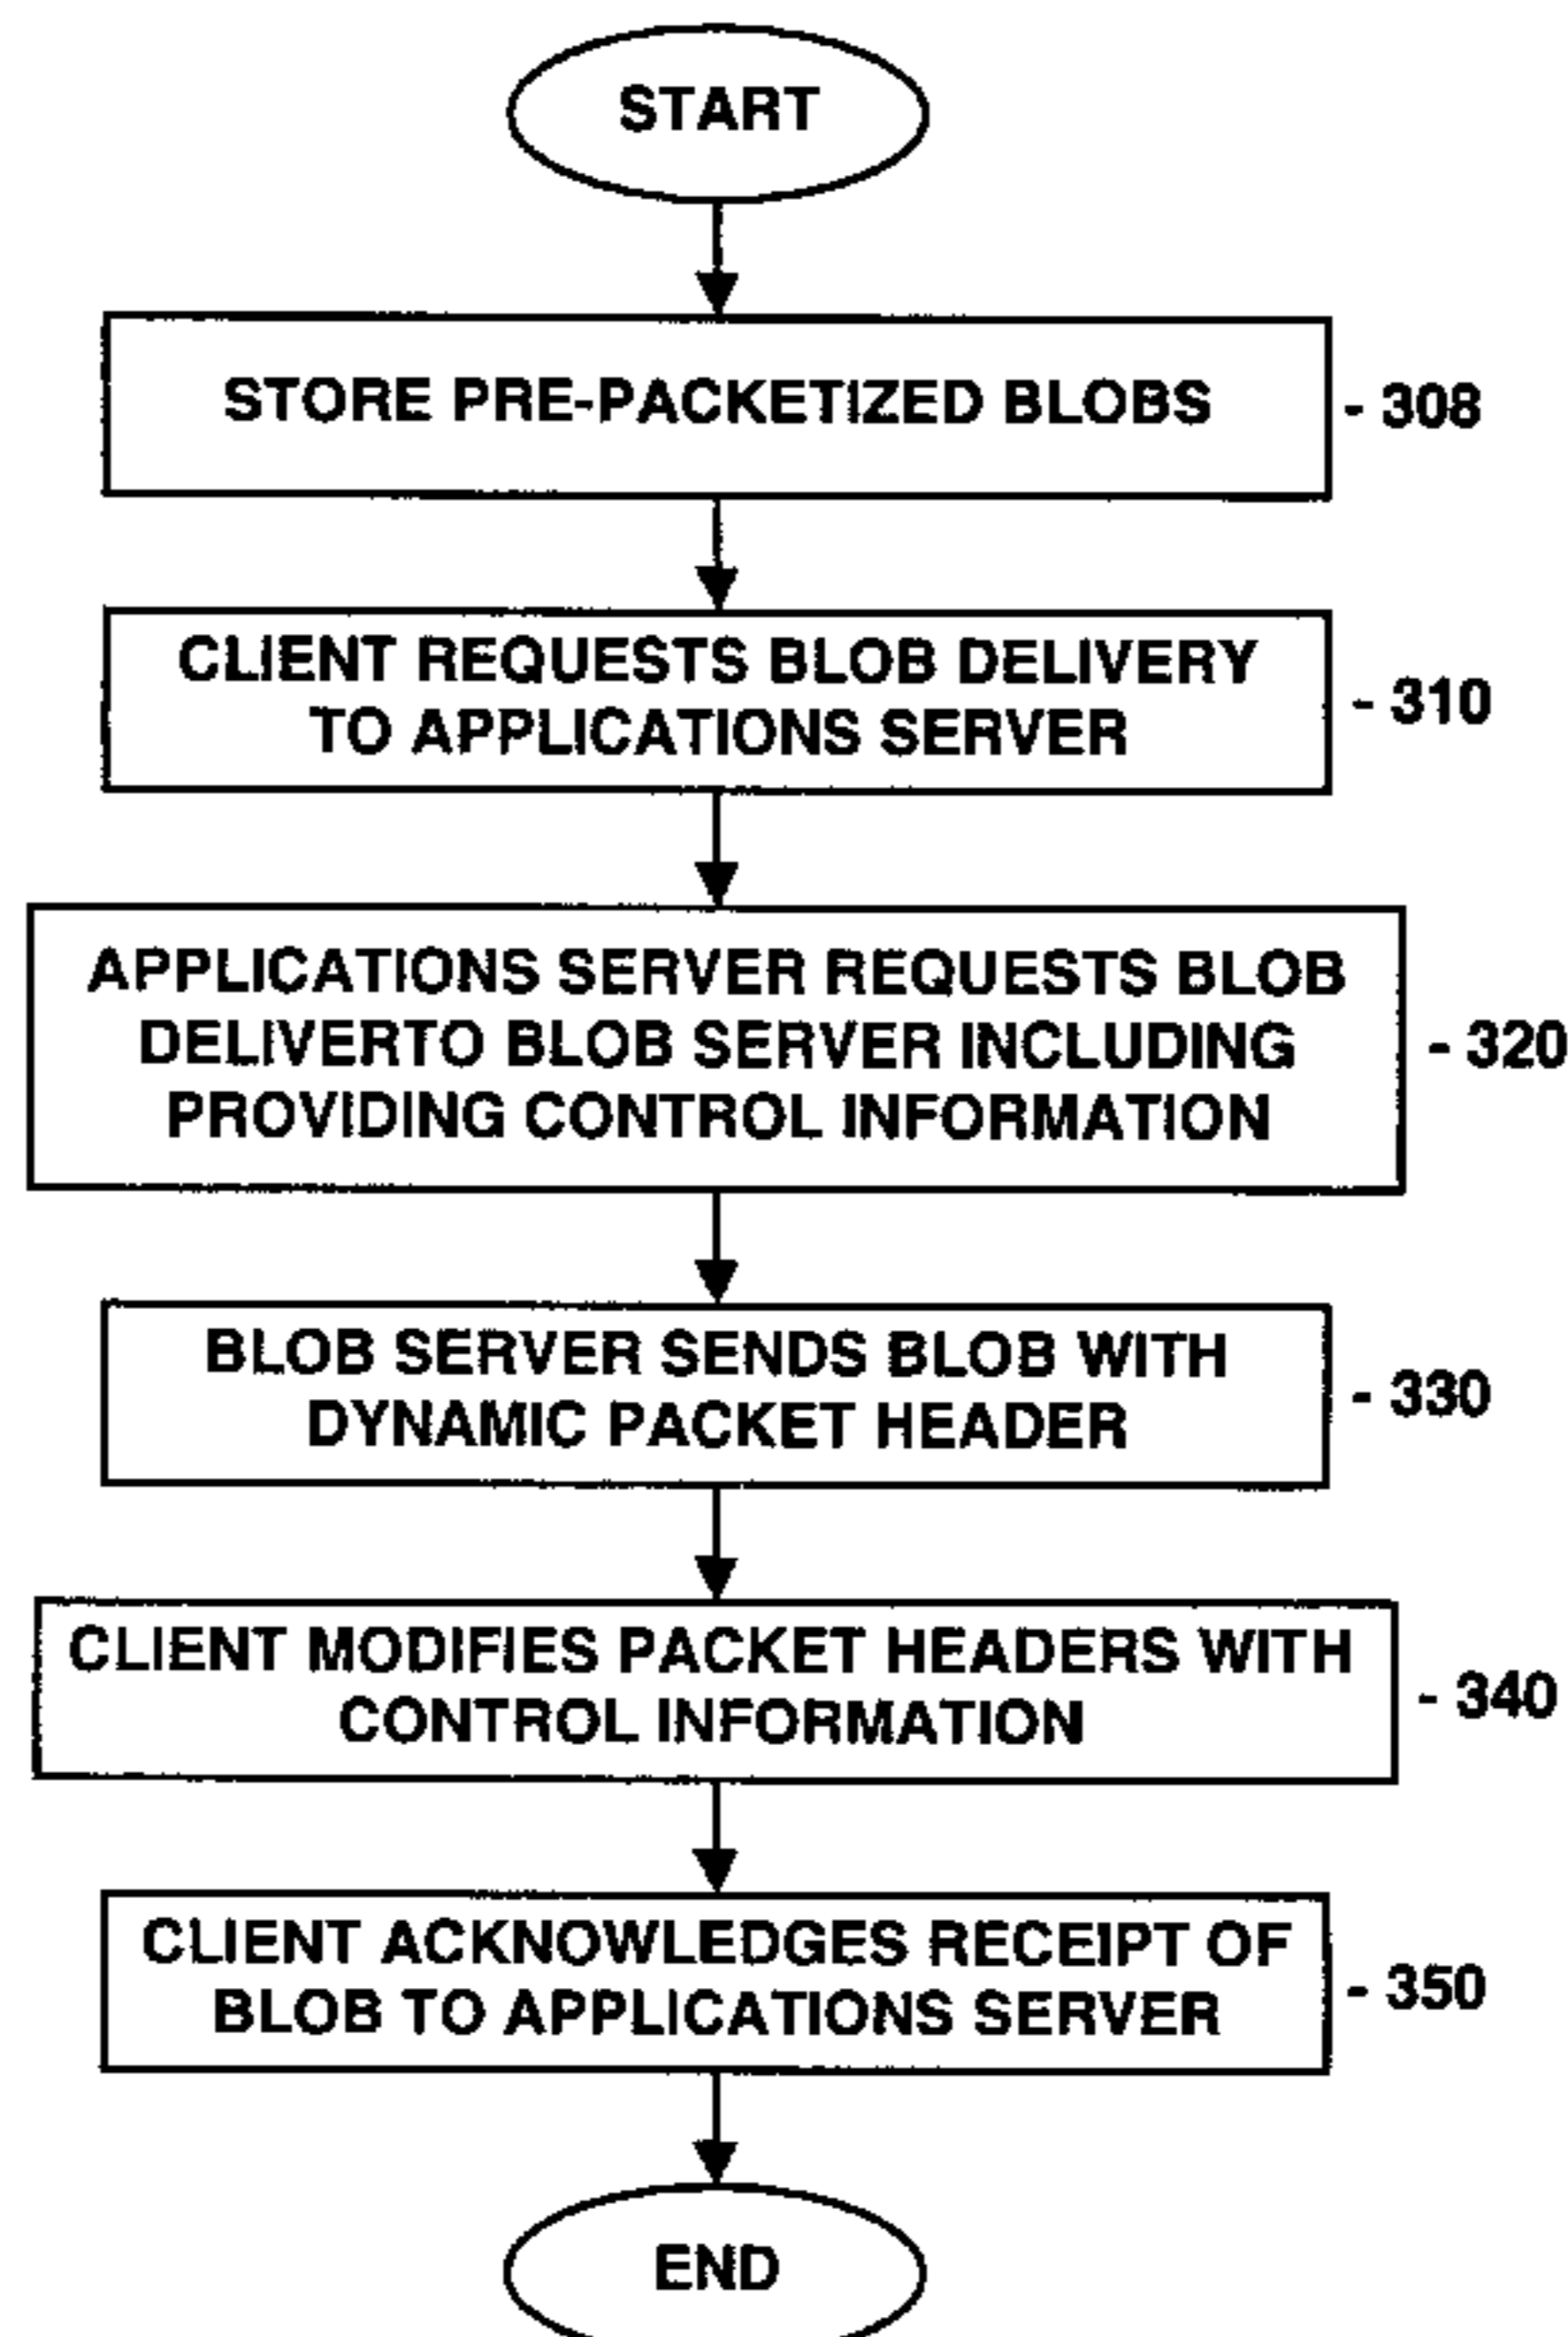 START
STORE PRE-PACKETIZED BLOBS
- 308
CLIENT REQUESTS BLOB DELIVERY
TO APPLICATIONS SERVER
- 310
APPLICATIONS SERVER REQUESTS BLOB
DELIVERTO BLOB SERVER INCLUDING
PROVIDING CONTROL INFORMATION
- 320
BLOB SERVER SENDS BLOB WITH
DYNAMIC PACKET HEADER
- 330
CLIENT MODIFIES PACKET HEADERS WITH
CONTROL INFORMATION
- 340
CLIENT ACKNOWLEDGES RECEIPT OF
BLOB TO APPLICATIONS SERVER
- 350
END